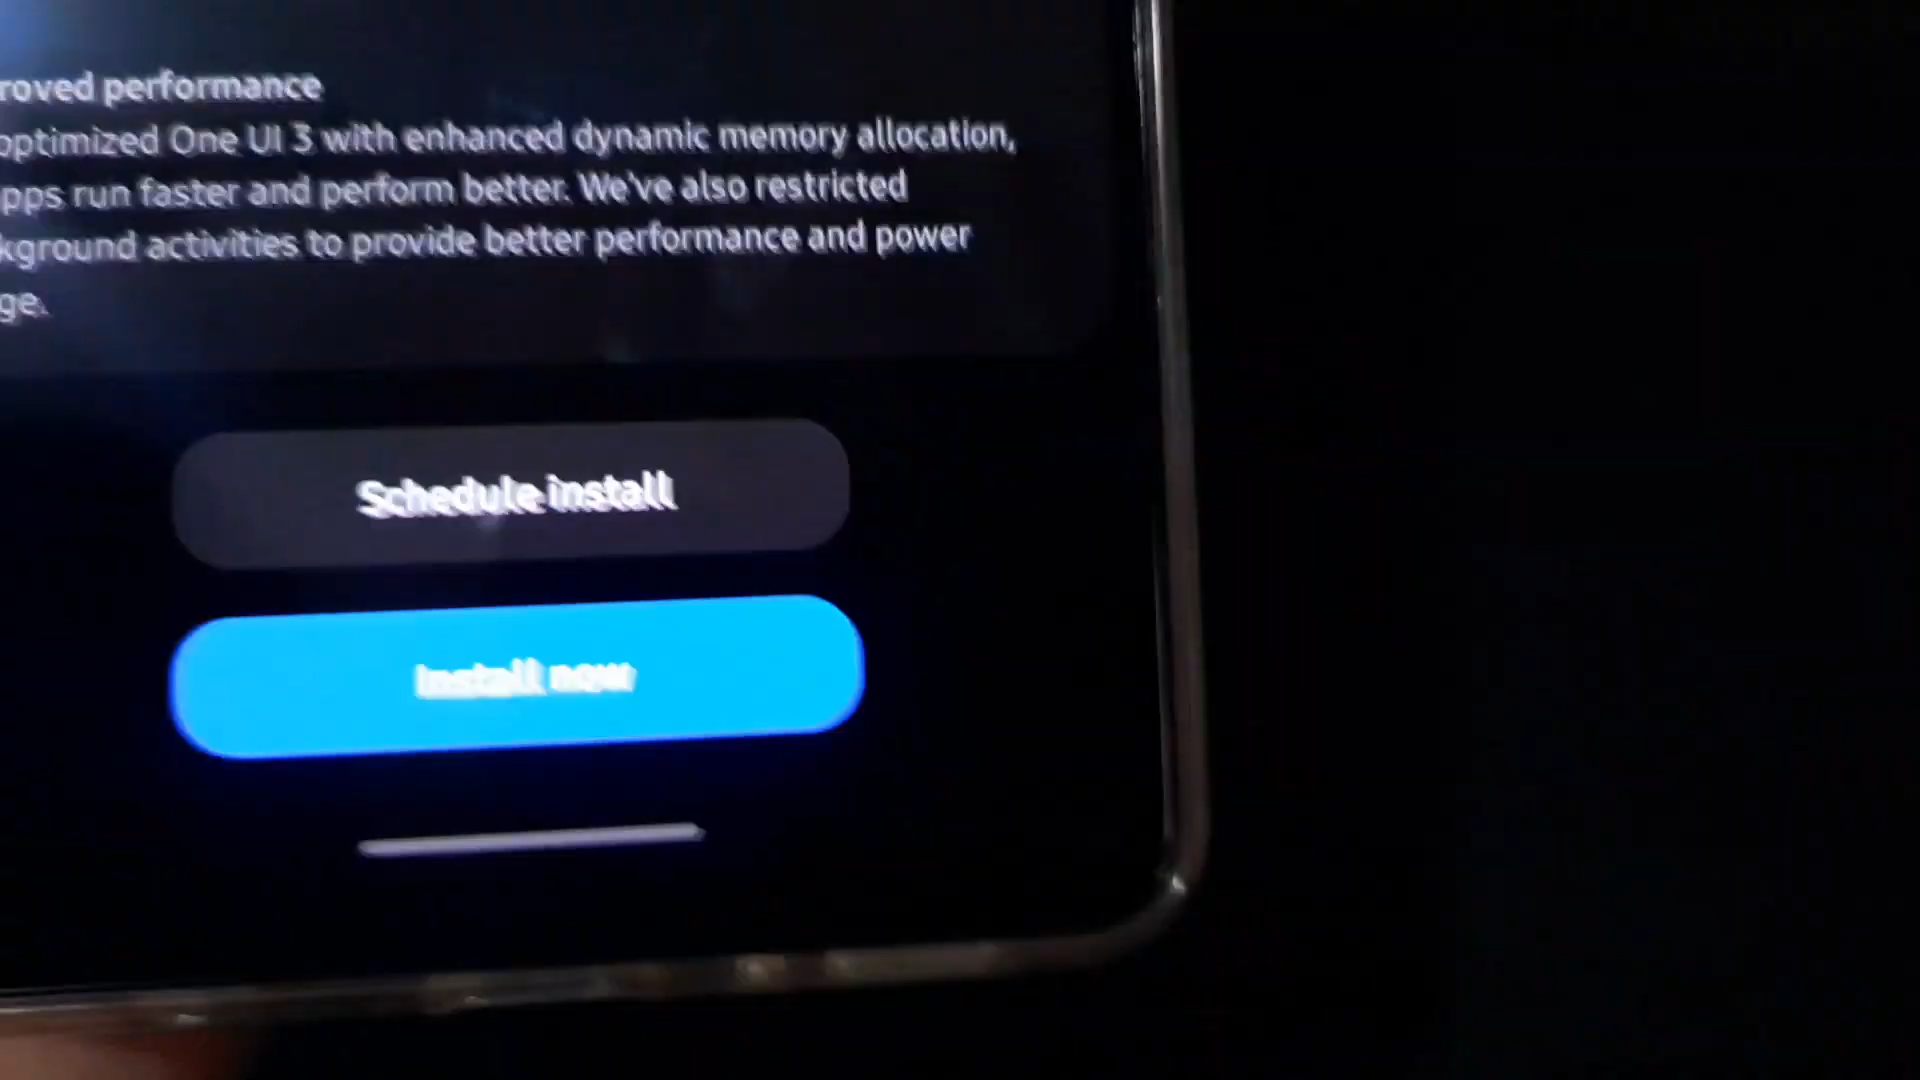 roved performance
optimized One UI 3 with enhanced dynamic memory allocation,
pps run faster and perform better. We've also restricted
kground activities to provide better performance and power
ge.
Schedule install
Install now